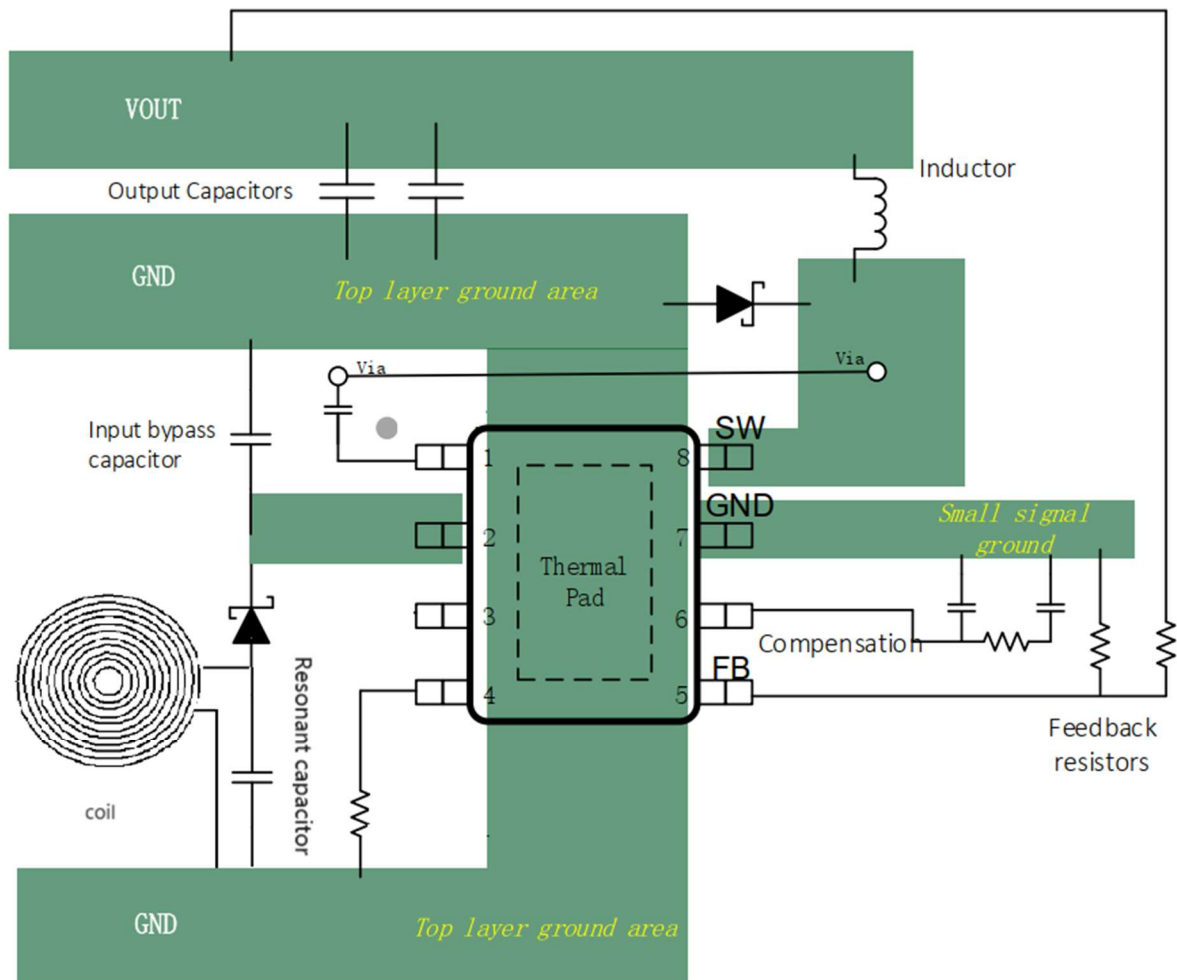 VOUT
Output Capacitors
Inductor
GND
Top layer ground area
Via
Via
Input bypass
capacitor
SW
1
8
GND
Small signal
ground
2
7
Thermal
Pad
3
6
Compensation
FB
4
5
Resonant capacitor
Feedback
resistors
coil
GND
Top layer ground area